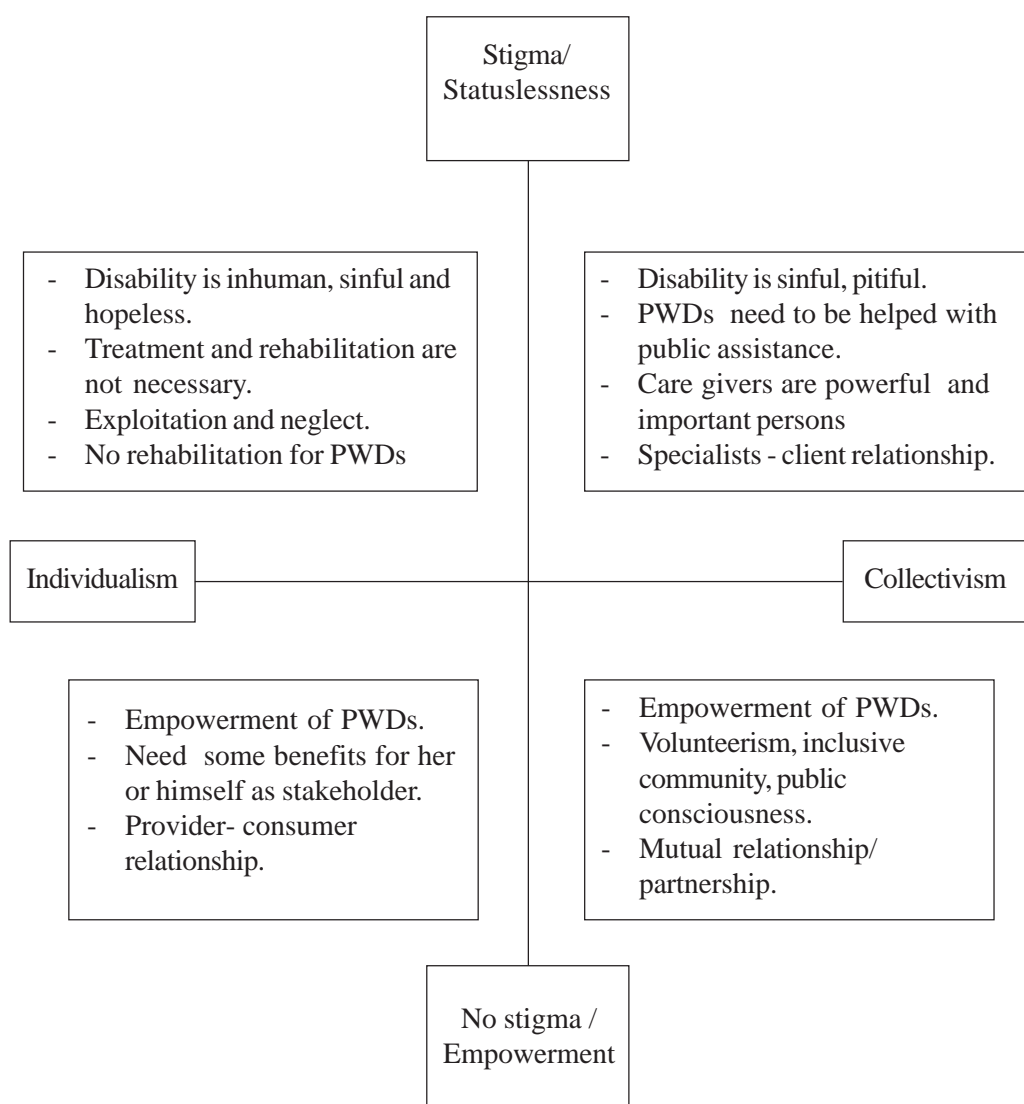 Stigma/
Statuslessness
- Disability is inhuman, sinful and
hopeless.
- Treatment and rehabilitation are
not necessary.
- Exploitation and neglect.
- No rehabilitation for PWDs
- Disability is sinful, pitiful.
- PWDs need to be helped with
public assistance.
- Care givers are powerful and
important persons
- Specialists - client relationship.
Individualism
Collectivism
- Empowerment of PWDs.
- Need some benefits for her
or himself as stakeholder.
- Provider- consumer
relationship.
- Empowerment of PWDs.
- Volunteerism, inclusive
community, public
consciousness.
- Mutual relationship/
partnership.
No stigma /
Empowerment